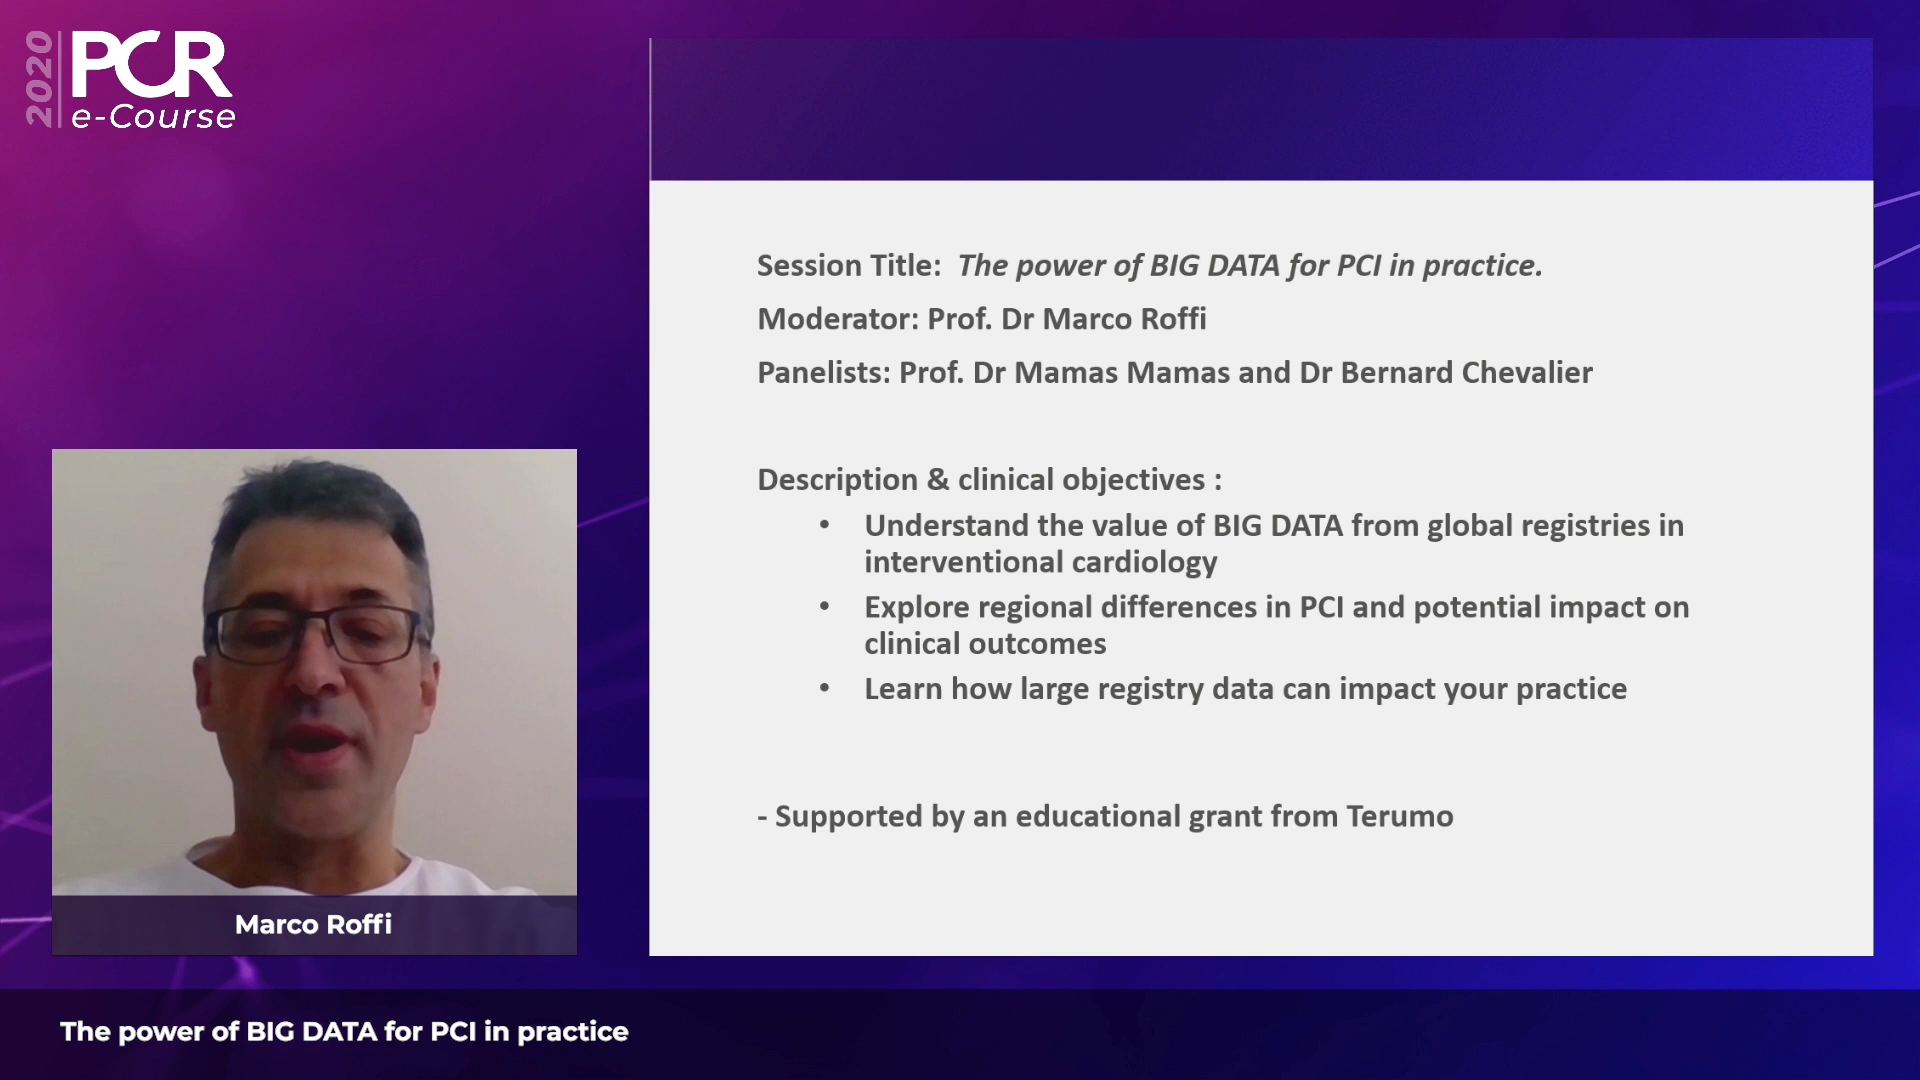 2020
PCR
e-Course
Session Title: The power of BIG DATA for PCI in practice.
Moderator: Prof. Dr Marco Roffi
Panelists: Prof. Dr Mamas Mamas and Dr Bernard Chevalier
Description & clinical objectives :
• Understand the value of BIG DATA from global registries in
interventional cardiology
• Explore regional differences in PCI and potential impact on
clinical outcomes
• Learn how large registry data can impact your practice
- Supported by an educational grant from Terumo
Marco Roffi
The power of BIG DATA for PCI in practice